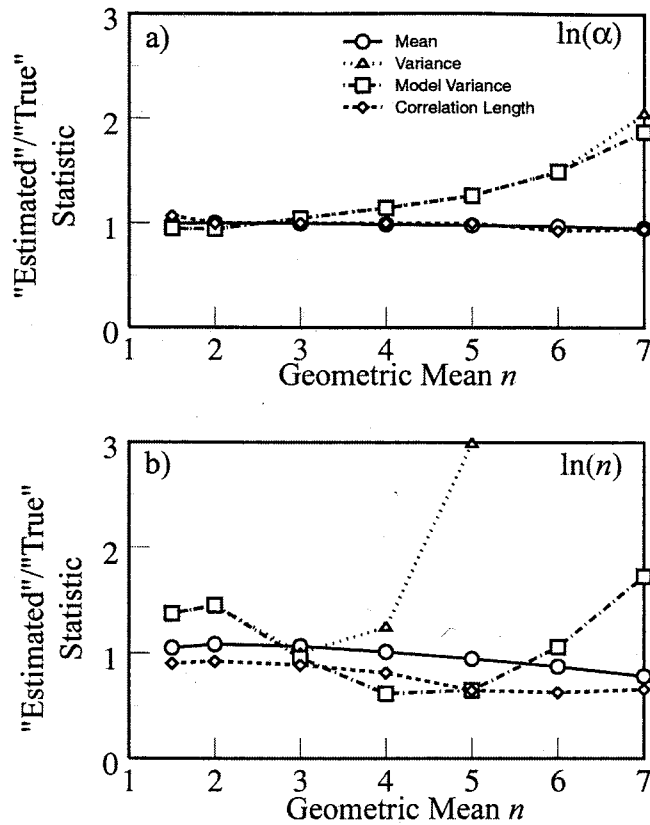 3
a)
ln(α)
Mean
Variance
Model Variance
Correlation Length
2
1
0
"Estimated"/"True"
Statistic
1 2 3 4 5 6 7
Geometric Mean n
3
b)
ln(n)
2
1
0
"Estimated"/"True"
Statistic
1 2 3 4 5 6 7
Geometric Mean n